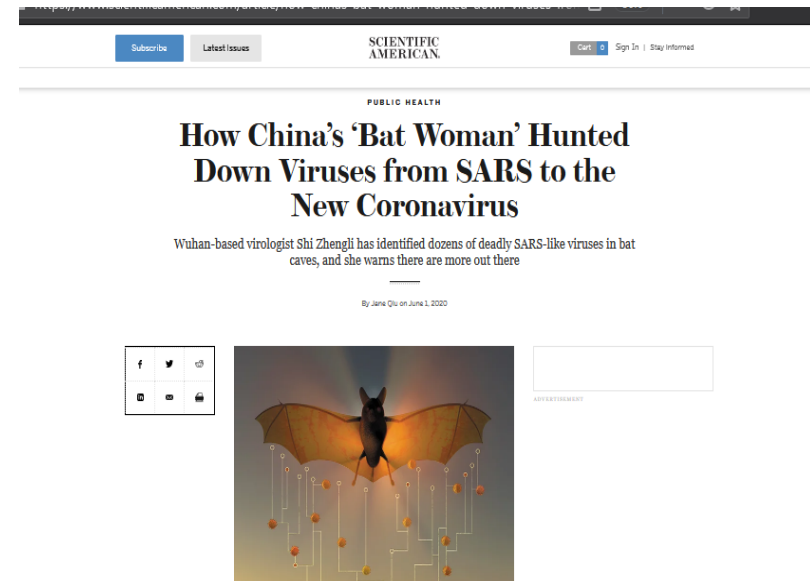 Subscribe
Latest Issues
SCIENTIFIC
AMERICAN.
Cart 0
Sign In | Stay Informed
PUBLIC HEALTH
How China's ‘Bat Woman’ Hunted
Down Viruses from SARS to the
New Coronavirus
Wuhan-based virologist Shi Zhengli has identified dozens of deadly SARS-like viruses in bat
caves, and she warns there are more out there
By Jane Qiu on June 1, 2020
ADVERTISEMENT